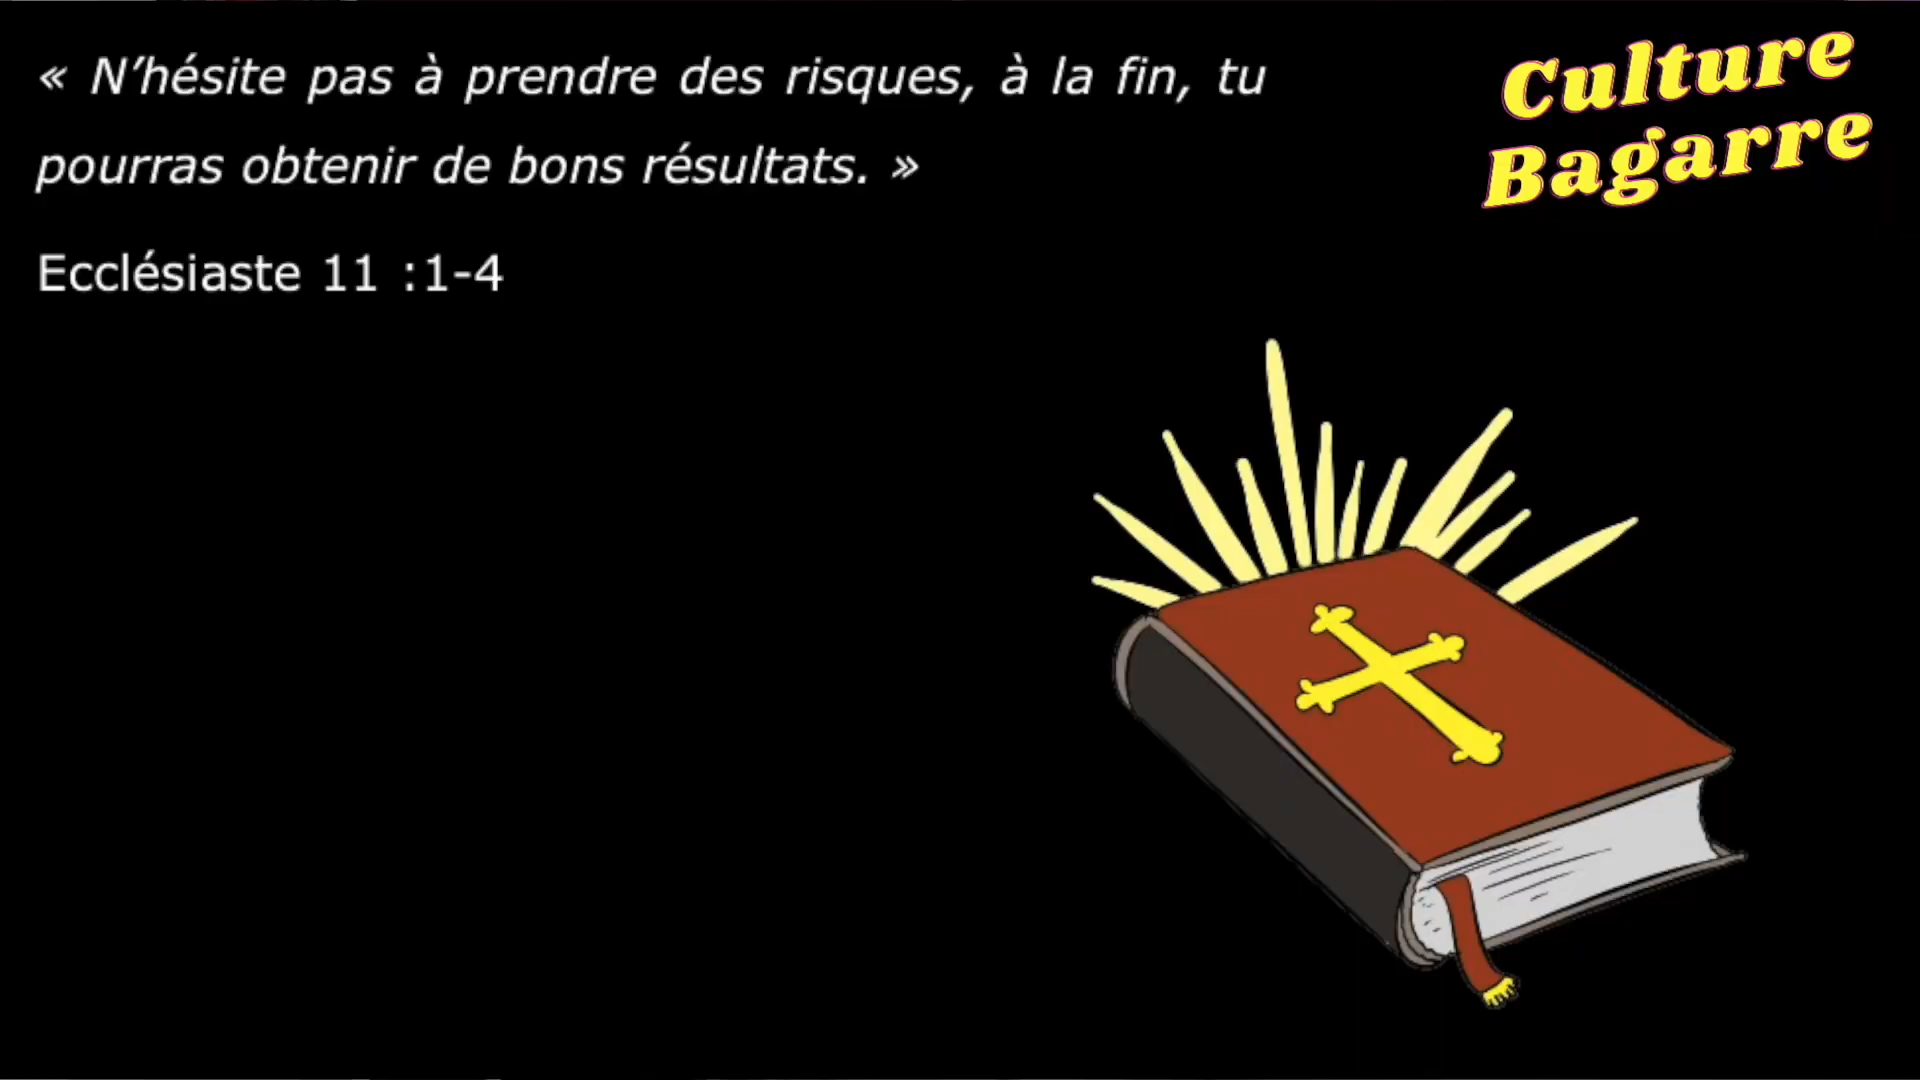 « N’hésite pas à prendre des risques, à la fin, tu
pourras obtenir de bons résultats. »
Ecclésiaste 11 :1-4
Culture
Bagarre